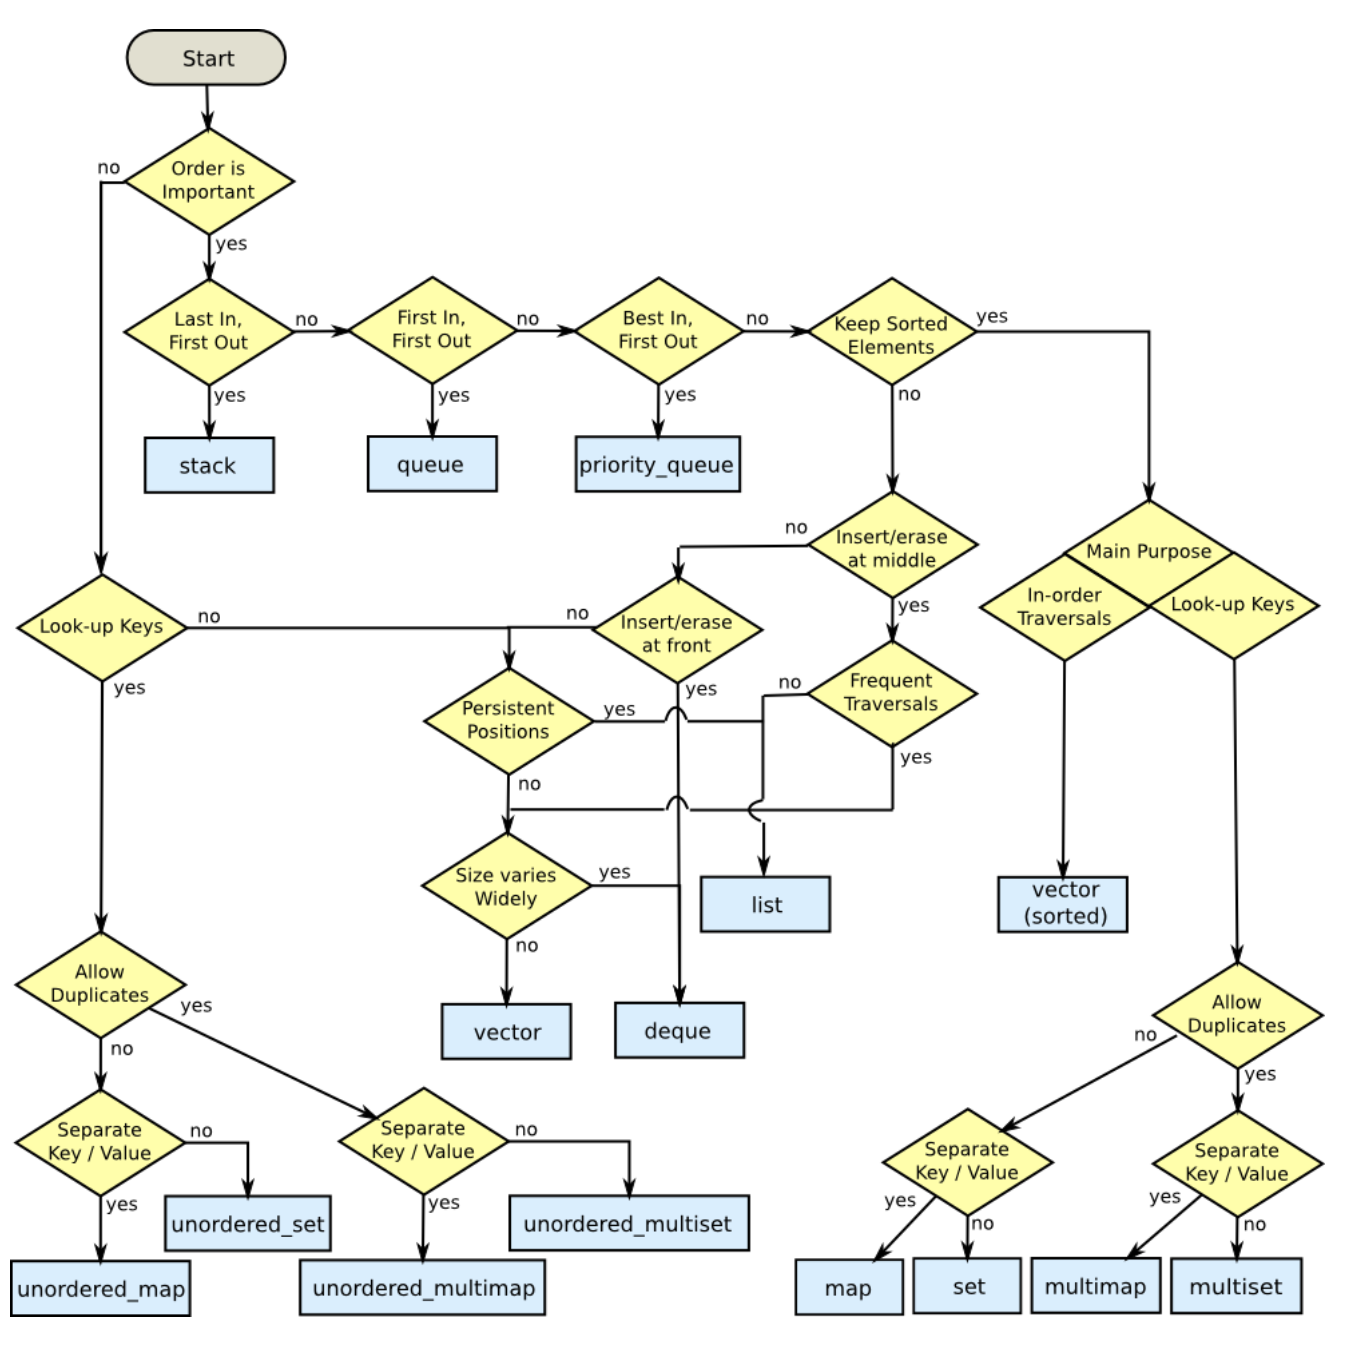 Start
no
Order is
Important
yes
Last In,
First Out
no
First In,
First Out
no
Best In,
First Out
no
Keep Sorted
Elements
yes
yes
yes
yes
no
stack
queue
priority_queue
no
Insert/erase
at middle
Main Purpose
In-order
Traversals
Look-up Keys
Look-up Keys
no
no
Insert/erase
at front
yes
yes
yes
Persistent
Positions
yes
no
Frequent
Traversals
no
yes
Size varies
Widely
yes
list
vector
(sorted)
no
Allow
Duplicates
yes
vector
deque
Allow
Duplicates
no
no
yes
Separate
Key / Value
no
Separate
Key / Value
no
Separate
Key / Value
Separate
Key / Value
yes
yes
yes
no
yes
no
unordered_set
unordered_multiset
unordered_map
unordered_multimap
map
set
multimap
multiset